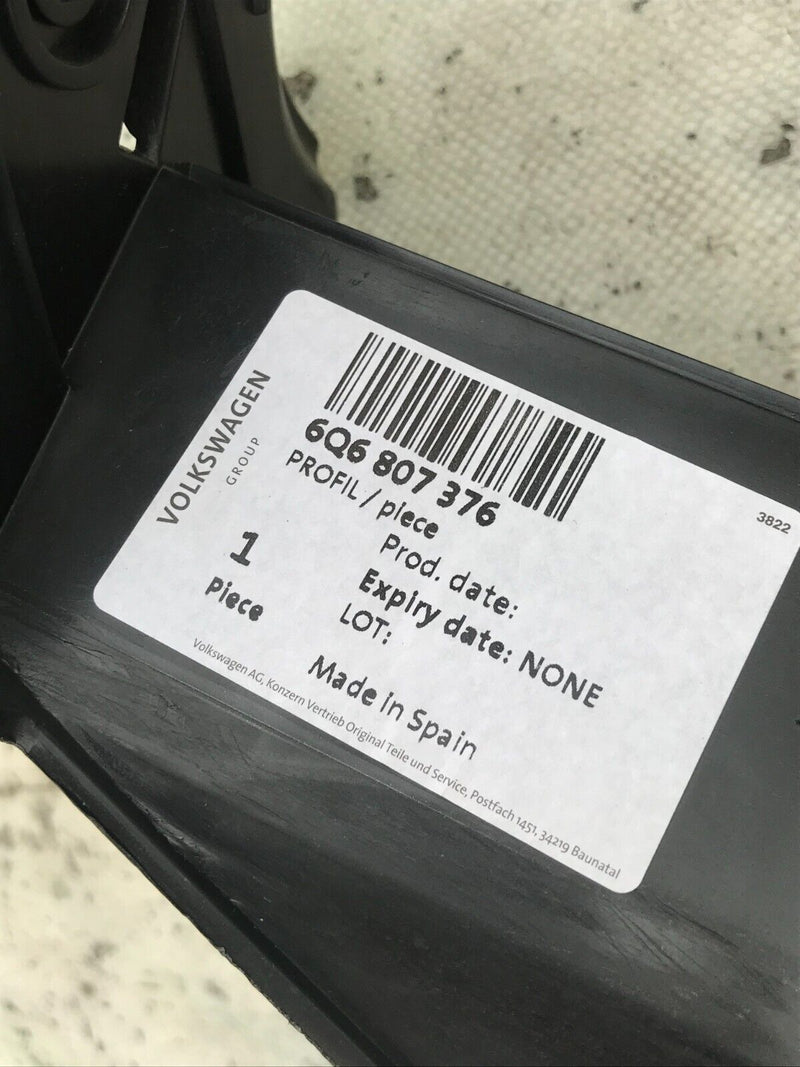 VOLKSWAGEN
GROUP
6Q6 807 376
PROFIL / piece
3822
Prod. date:
1
Piece
Expiry date: NONE
LOT:
Made in Spain
Volkswagen AG, Konzern Vertrieb Original Teile und Service, Postfach 1451, 34219 Baunatal